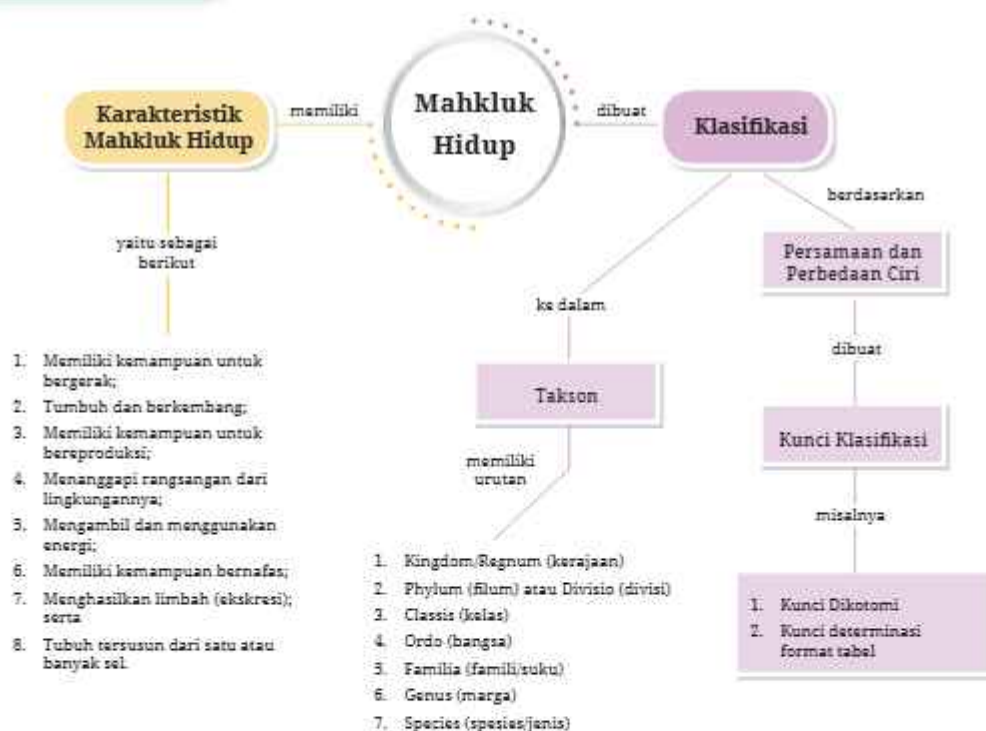 Mahkluk
Hidup
Karakteristik
Mahkluk Hidup
memiliki
dibuat
Klasifikasi
yaitu sebagai
berikut
1. Memiliki kemampuan untuk
bergerak;
2. Tumbuh dan berkembang;
3. Memiliki kemampuan untuk
bereproduksi;
4. Menanggapi rangsangan dari
lingkungannya;
5. Mengambil dan menggunakan
energi;
6. Memiliki kemampuan bernafas;
7. Menghasilkan limbah (ekskresi);
serta
8. Tubuh tersusun dari satu atau
banyak sel.
ke dalam
Takson
memiliki
urutan
1. Kingdom/Regnum (kerajaan)
2. Phylum (filum) atau Divisio (divisi)
3. Classis (kelas)
4. Ordo (bangsa)
5. Familia (famili/suku)
6. Genus (marga)
7. Species (spesies/jenis)
berdasarkan
Persamaan dan
Perbedaan Ciri
dibuat
Kunci Klasifikasi
misalnya
1. Kunci Dikotomi
2. Kunci determinasi
format tabel